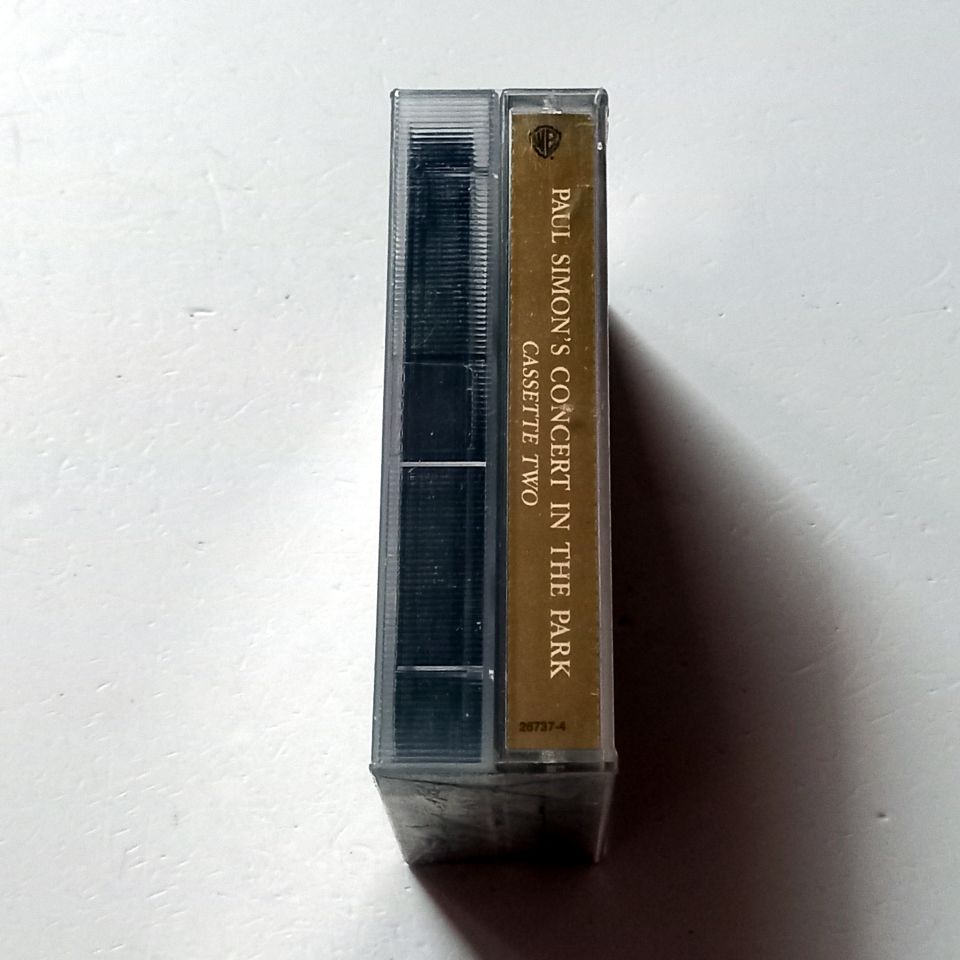 WB
PAUL SIMON'S CONCERT IN THE PARK
CASSETTE TWO
26737-4